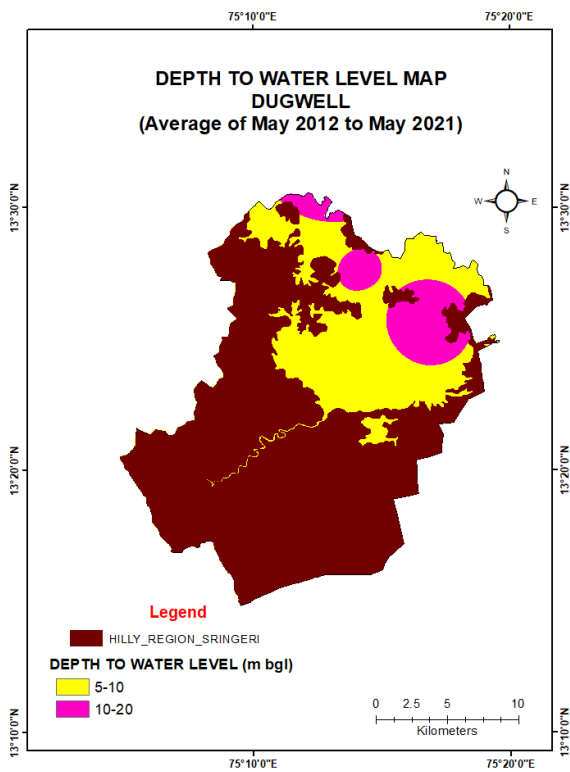 75°10'0"E 75°20'0"E
DEPTH TO WATER LEVEL MAP
DUGWELL
(Average of May 2012 to May 2021)
N
W E
S
13°30'0"N 13°30'0"N
13°20'0"N 13°20'0"N
Legend
HILLY_REGION_SRINGERI
DEPTH TO WATER LEVEL (m bgl)
5-10
10-20
0 2.5 5 10
Kilometers
13°10'0"N 13°10'0"N
75°10'0"E 75°20'0"E